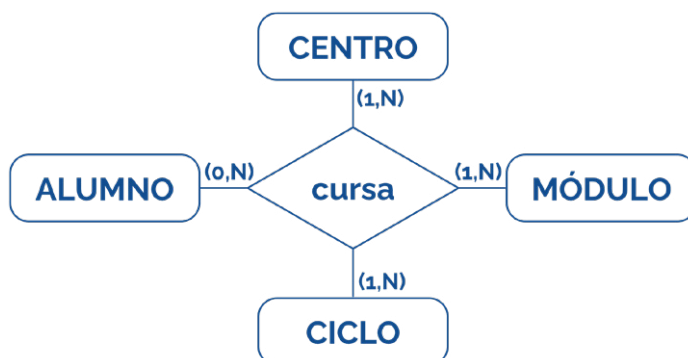 CENTRO
(1,N)
ALUMNO
(0,N)
cursa
(1,N)
MÓDULO
(1,N)
CICLO